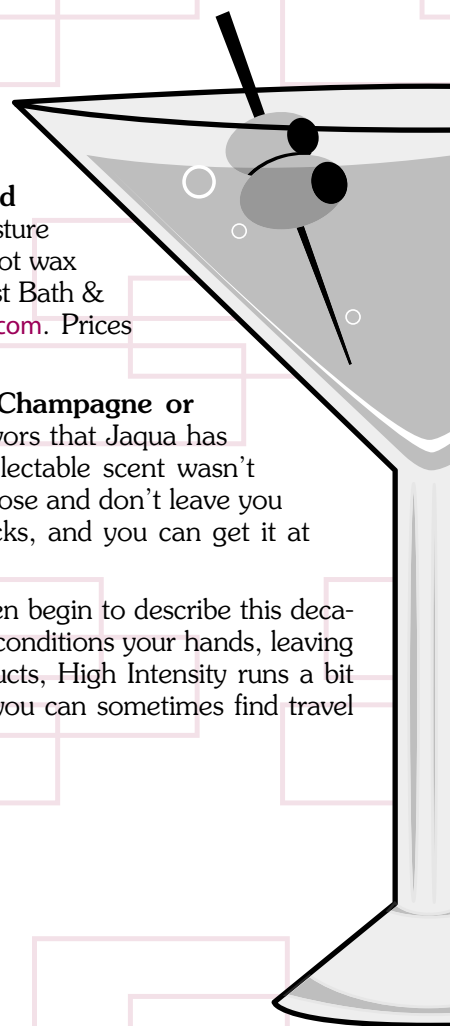 d
sture
ot wax
st Bath &
com. Prices
Champagne or
vors that Jaqua has
lectable scent wasn't
ose and don't leave you
cks, and you can get it at
en begin to describe this deca-
conditions your hands, leaving
ucts, High Intensity runs a bit
you can sometimes find travel